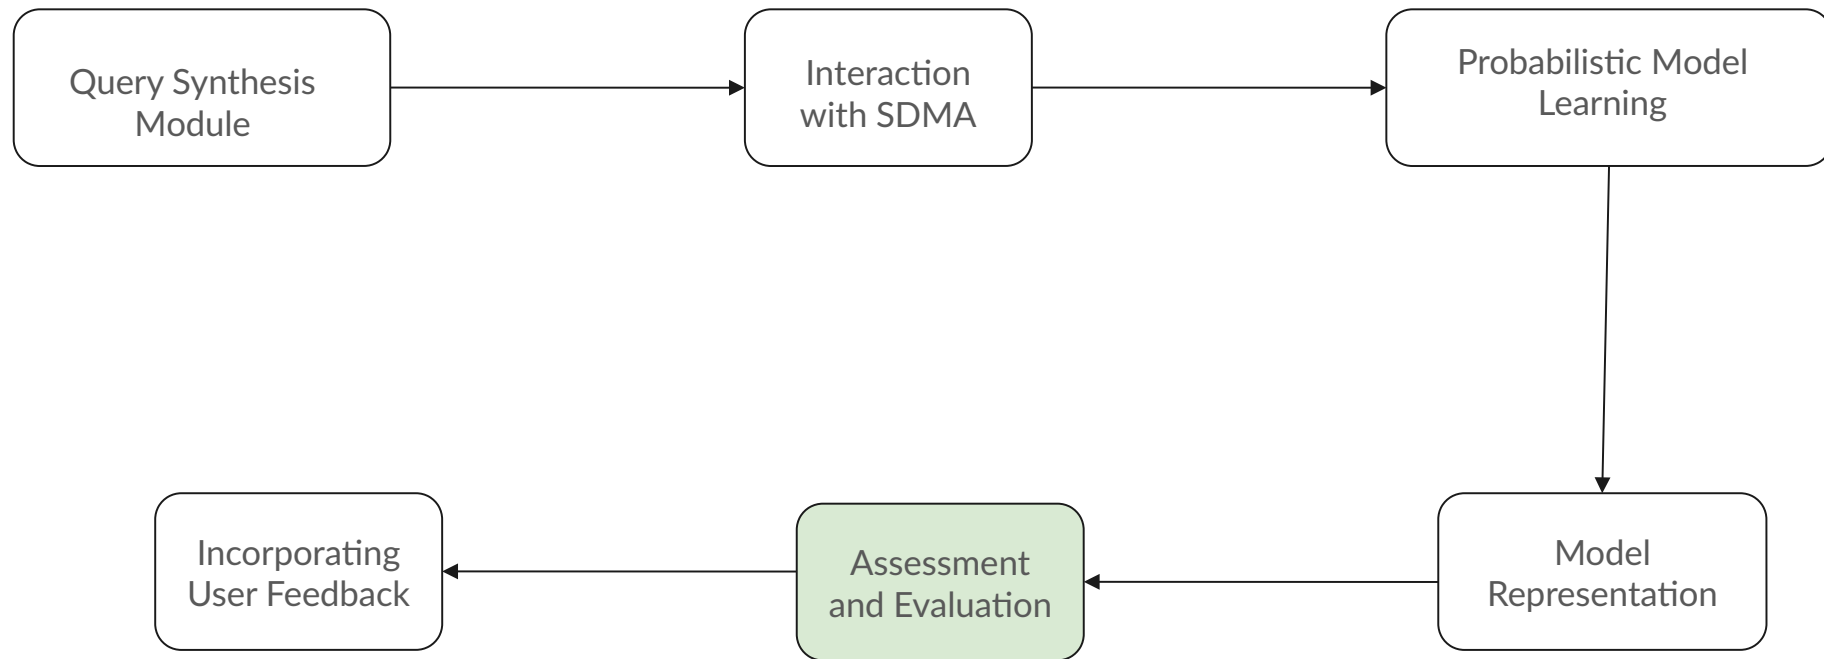 Query Synthesis
Module
Interaction
with SDMA
Probabilistic Model
Learning
Model
Representation
Assessment
and Evaluation
Incorporating
User Feedback